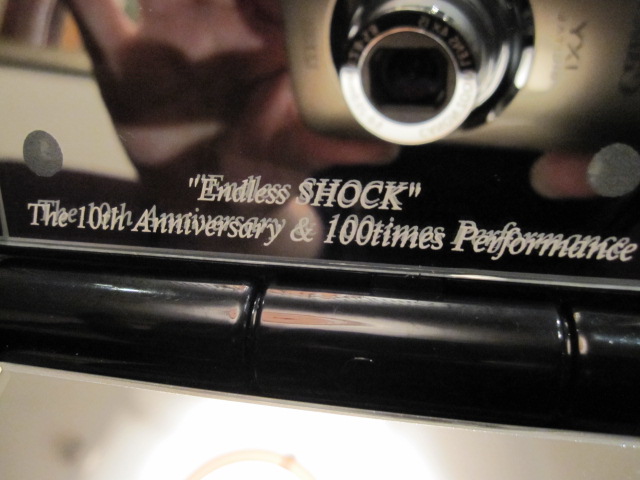 "Endless SHOCK"
The 10th Anniversary & 100times Performance